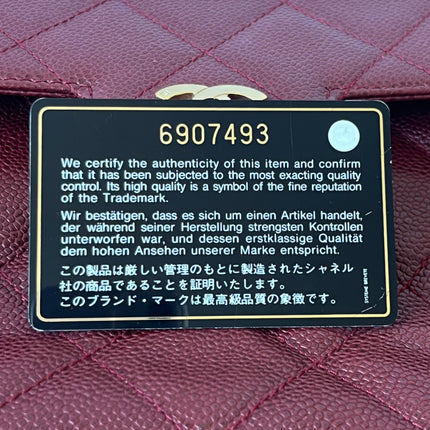 6907493
We certify the authenticity of this item and confirm
that it has been subjected to the most exacting quality
control. Its high quality is a symbol of the fine reputation
of the Trademark.
Wir bestätigen, dass es sich um einen Artikel handelt,
der während seiner Herstellung strengsten Kontrollen
unterworfen war, und dessen erstklassige Qualität
dem hohen Ansehen unserer Marke entspricht.
この製品は厳しい管理のもとに製造されたシャネル
社の商品であることを証明いたします。
このブランド・マークは最高級品質の象徴です。